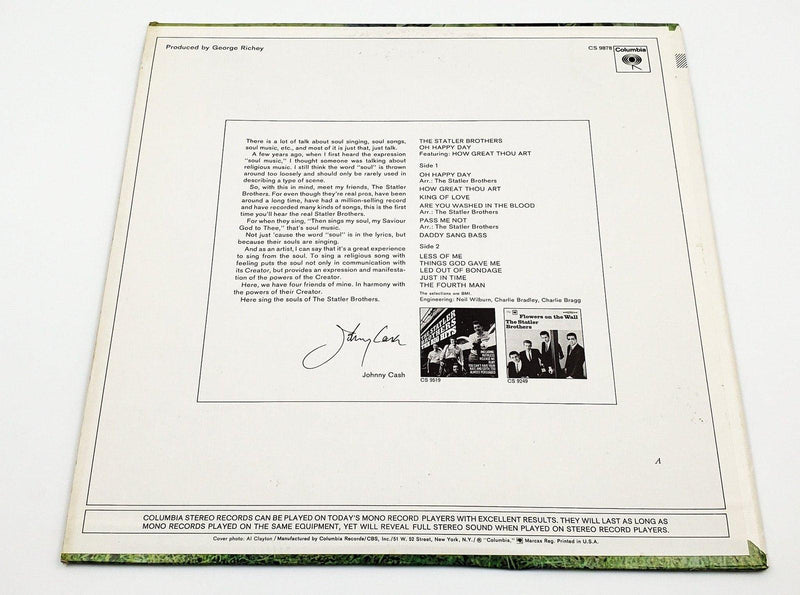 Produced by George Richey
CS 9878 Columbia
There is a lot of talk about soul singing, soul songs,
soul music, etc., and most of it is just that, just talk.
A few years ago, when I first heard the expression
"soul music," I thought someone was talking about
religious music. I still think the word "soul" is thrown
around too loosely and should only be rarely used in
describing a type of scene.
So, with this in mind, meet my friends, The Statler
Brothers. For even though they're real pros, have been
around a long time, have had a million-selling record
and have recorded many kinds of songs, this is the first
time you'll hear the real Statler Brothers.
For when they sing, "Then sings my soul, my Saviour
God to Thee," that's soul music.
Not just 'cause the word "soul" is in the lyrics, but
because their souls are singing.
And as an artist, I can say that it's a great experience
to sing from the soul. To sing a religious song with
feeling puts the soul not only in communication with
its Creator, but provides an expression and manifesta-
tion of the powers of the Creator.
Here, we have four friends of mine. In harmony with
the powers of their Creator.
Here sing the souls of The Statler Brothers.
Johnny Cash
Johnny Cash
THE STATLER BROTHERS
OH HAPPY DAY
Featuring: HOW GREAT THOU ART
Side 1
OH HAPPY DAY
Arr.: The Statler Brothers
HOW GREAT THOU ART
KING OF LOVE
ARE YOU WASHED IN THE BLOOD
Arr.: The Statler Brothers
PASS ME NOT
Arr.: The Statler Brothers
DADDY SANG BASS
Side 2
LESS OF ME
THINGS GOD GAVE ME
LED OUT OF BONDAGE
JUST IN TIME
THE FOURTH MAN
The selections are BMI.
Engineering: Neil Wilburn, Charlie Bradley, Charlie Bragg
STATLER
BROTHERS
HITS
CS 9519
Flowers on the Wall
The Statler
Brothers
CS 9249
A
COLUMBIA STEREO RECORDS CAN BE PLAYED ON TODAY'S MONO RECORD PLAYERS WITH EXCELLENT RESULTS. THEY WILL LAST AS LONG AS
MONO RECORDS PLAYED ON THE SAME EQUIPMENT, YET WILL REVEAL FULL STEREO SOUND WHEN PLAYED ON STEREO RECORD PLAYERS.
Cover photo: Al Clayton / Manufactured by Columbia Records/CBS, Inc./51 W. 52 Street, New York, N.Y./ ® "Columbia," Marcas Reg. Printed in U.S.A.